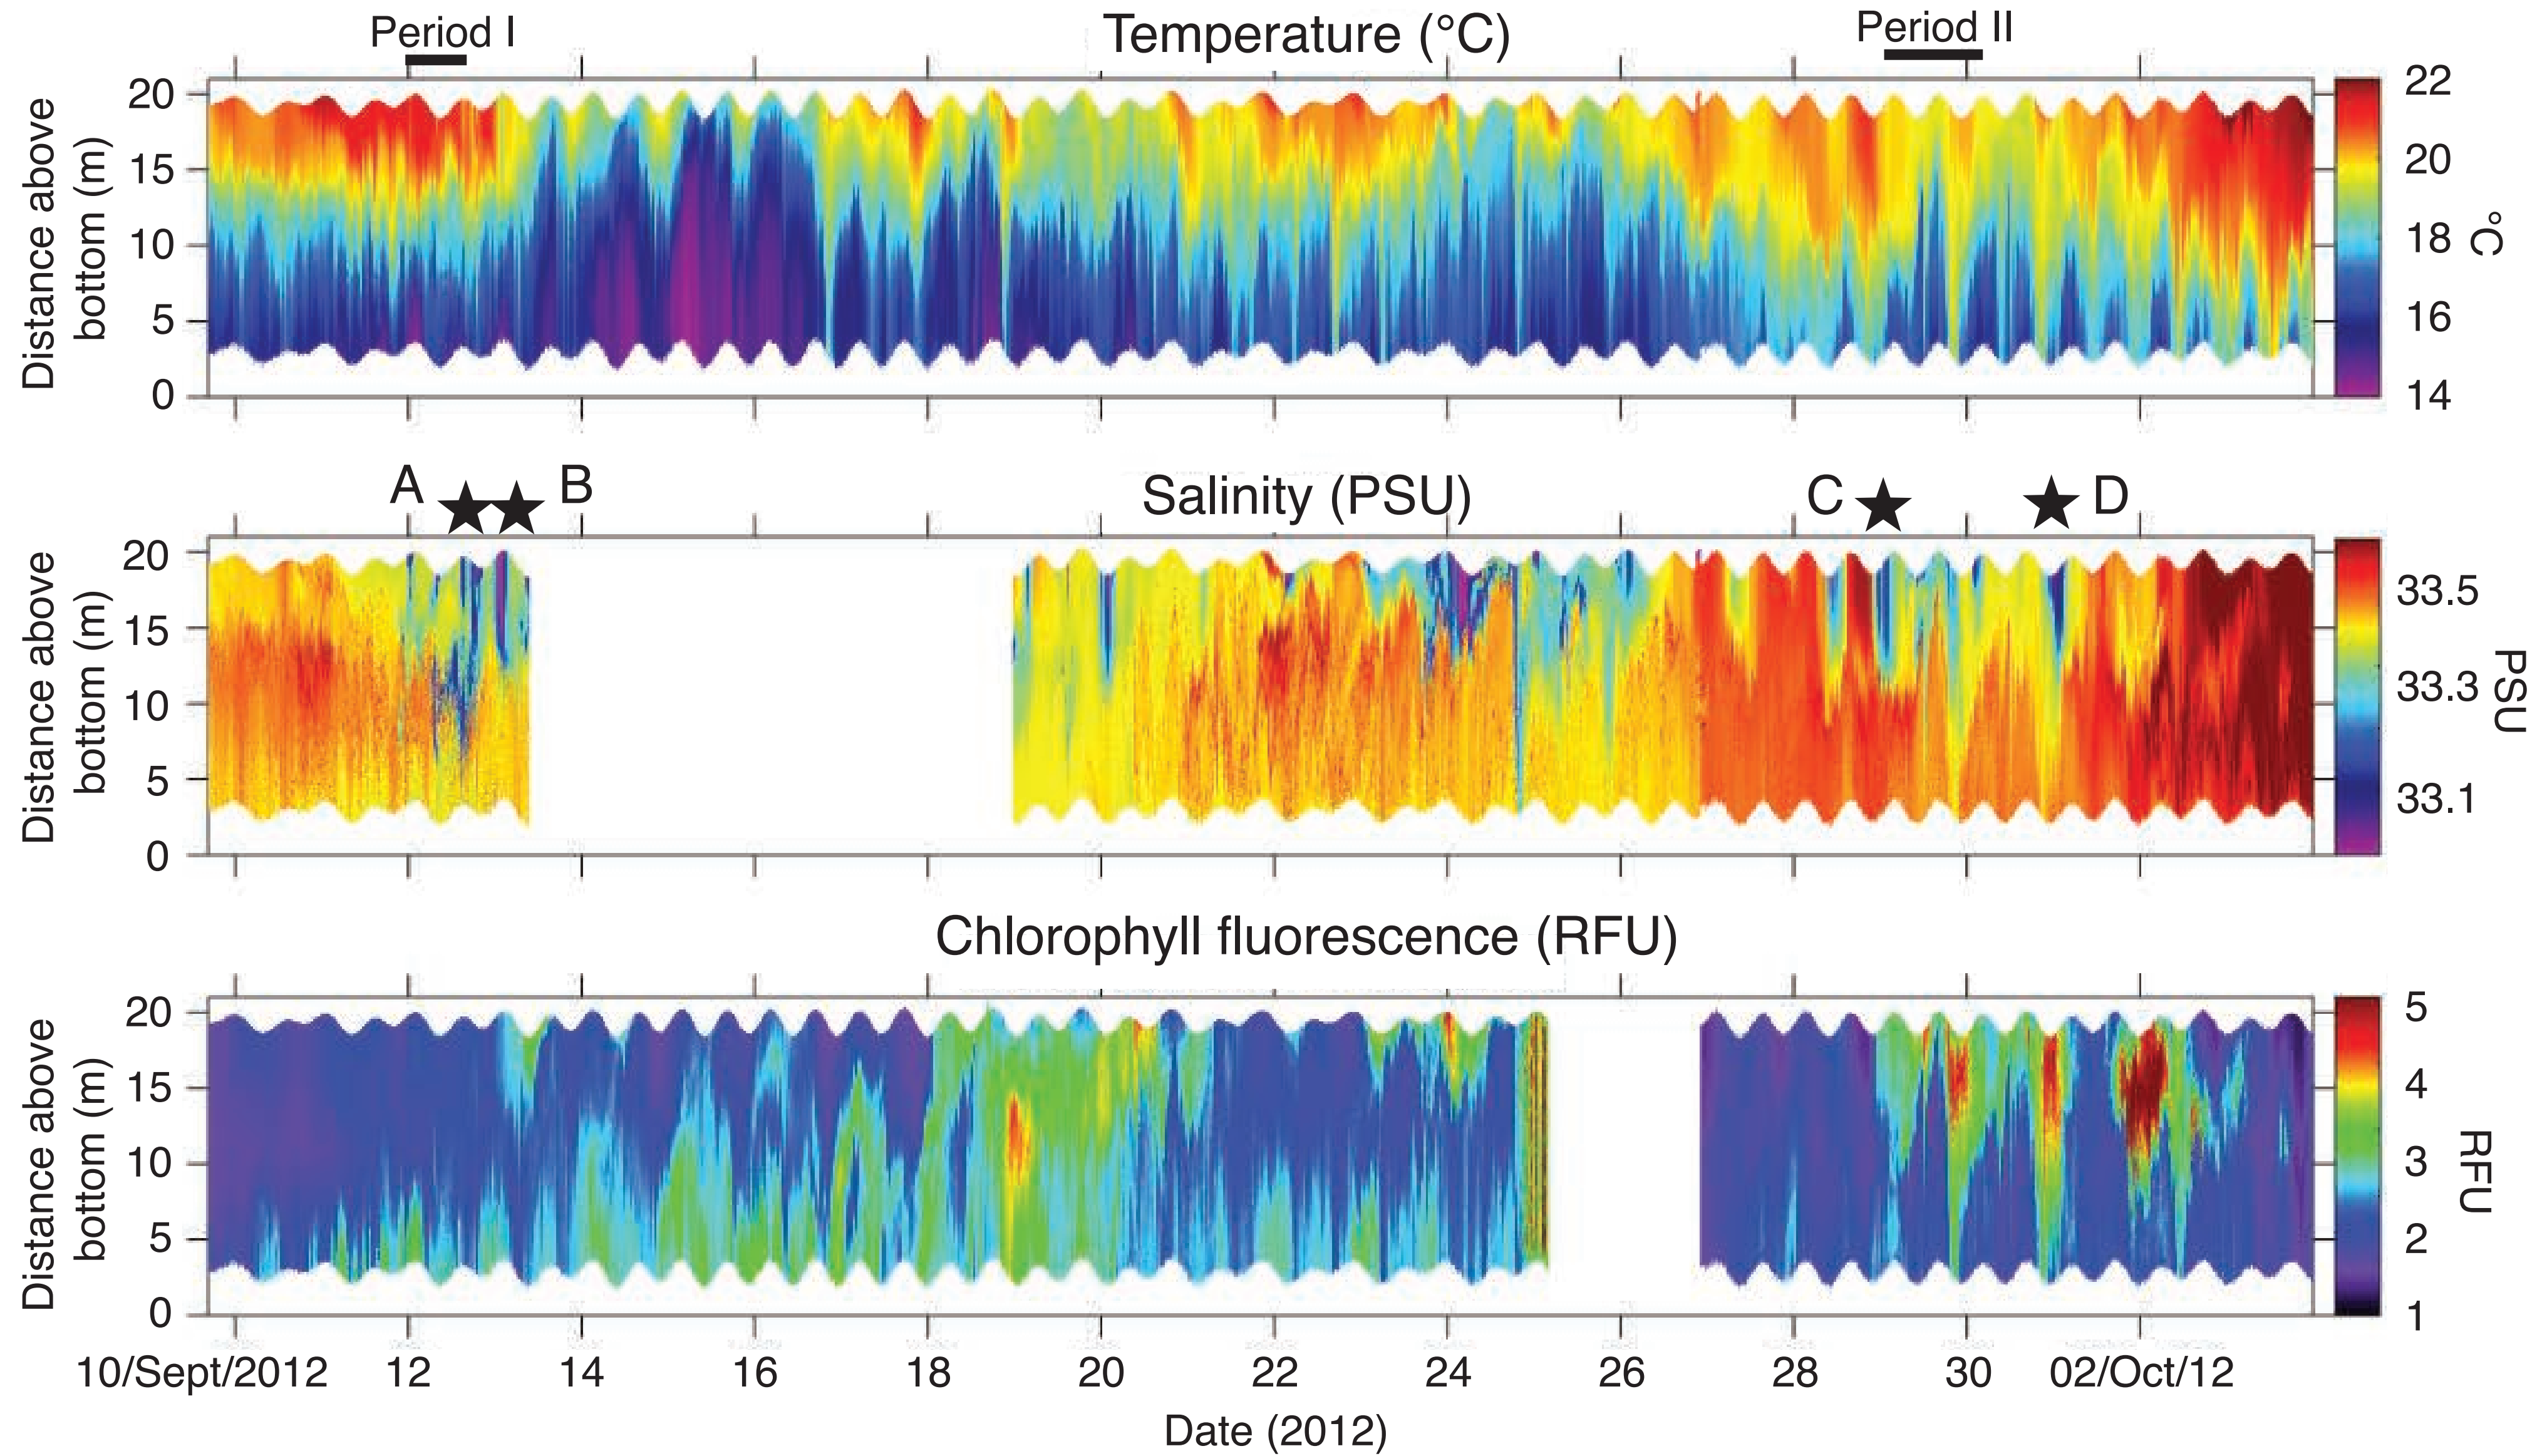 Period I
Temperature (°C)
Period II
Distance above
bottom (m)
20
15
10
5
0
22
20
18
16
14
°C
A
B
Salinity (PSU)
C
D
Distance above
bottom (m)
20
15
10
5
0
33.5
33.3
33.1
PSU
Chlorophyll fluorescence (RFU)
Distance above
bottom (m)
20
15
10
5
0
5
4
3
2
1
RFU
10/Sept/2012 12 14 16 18 20 22 24 26 28 30 02/Oct/12
Date (2012)